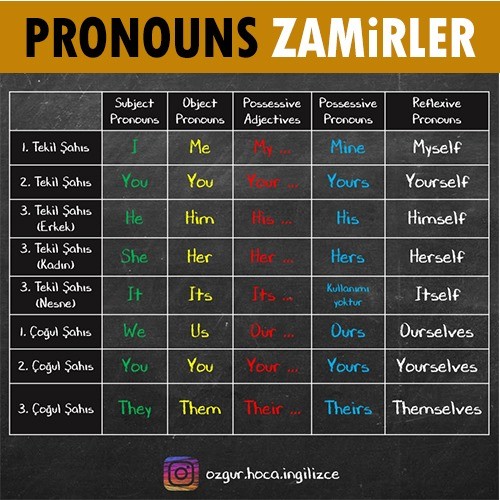 PRONOUNS ZAMiRLER
Subject Pronouns Object Pronouns Possessive Adjectives Possessive Pronouns Reflexive Pronouns
1. Tekil Şahıs I Me My ... Mine Myself
2. Tekil Şahıs You You Your ... Yours Yourself
3. Tekil Şahıs (Erkek) He Him His ... His Himself
3. Tekil Şahıs (Kadın) She Her Her ... Hers Herself
3. Tekil Şahıs (Nesne) It Its Its ... Kullanımı yoktur Itself
1. Çoğul Şahıs We Us Our ... Ours Ourselves
2. Çoğul Şahıs You You Your ... Yours Yourselves
3. Çoğul Şahıs They Them Their ... Theirs Themselves
ozgur.hoca.ingilizce